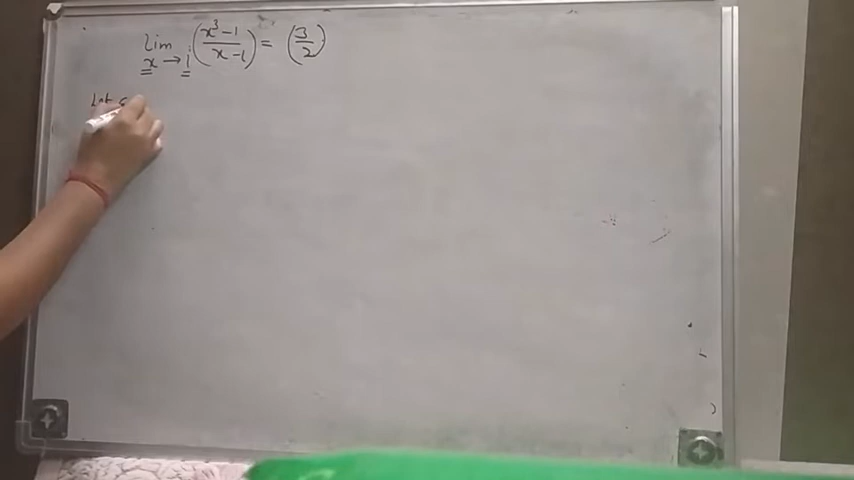 lim x→1 (x³-1 / x-1) = (3/2)
Let